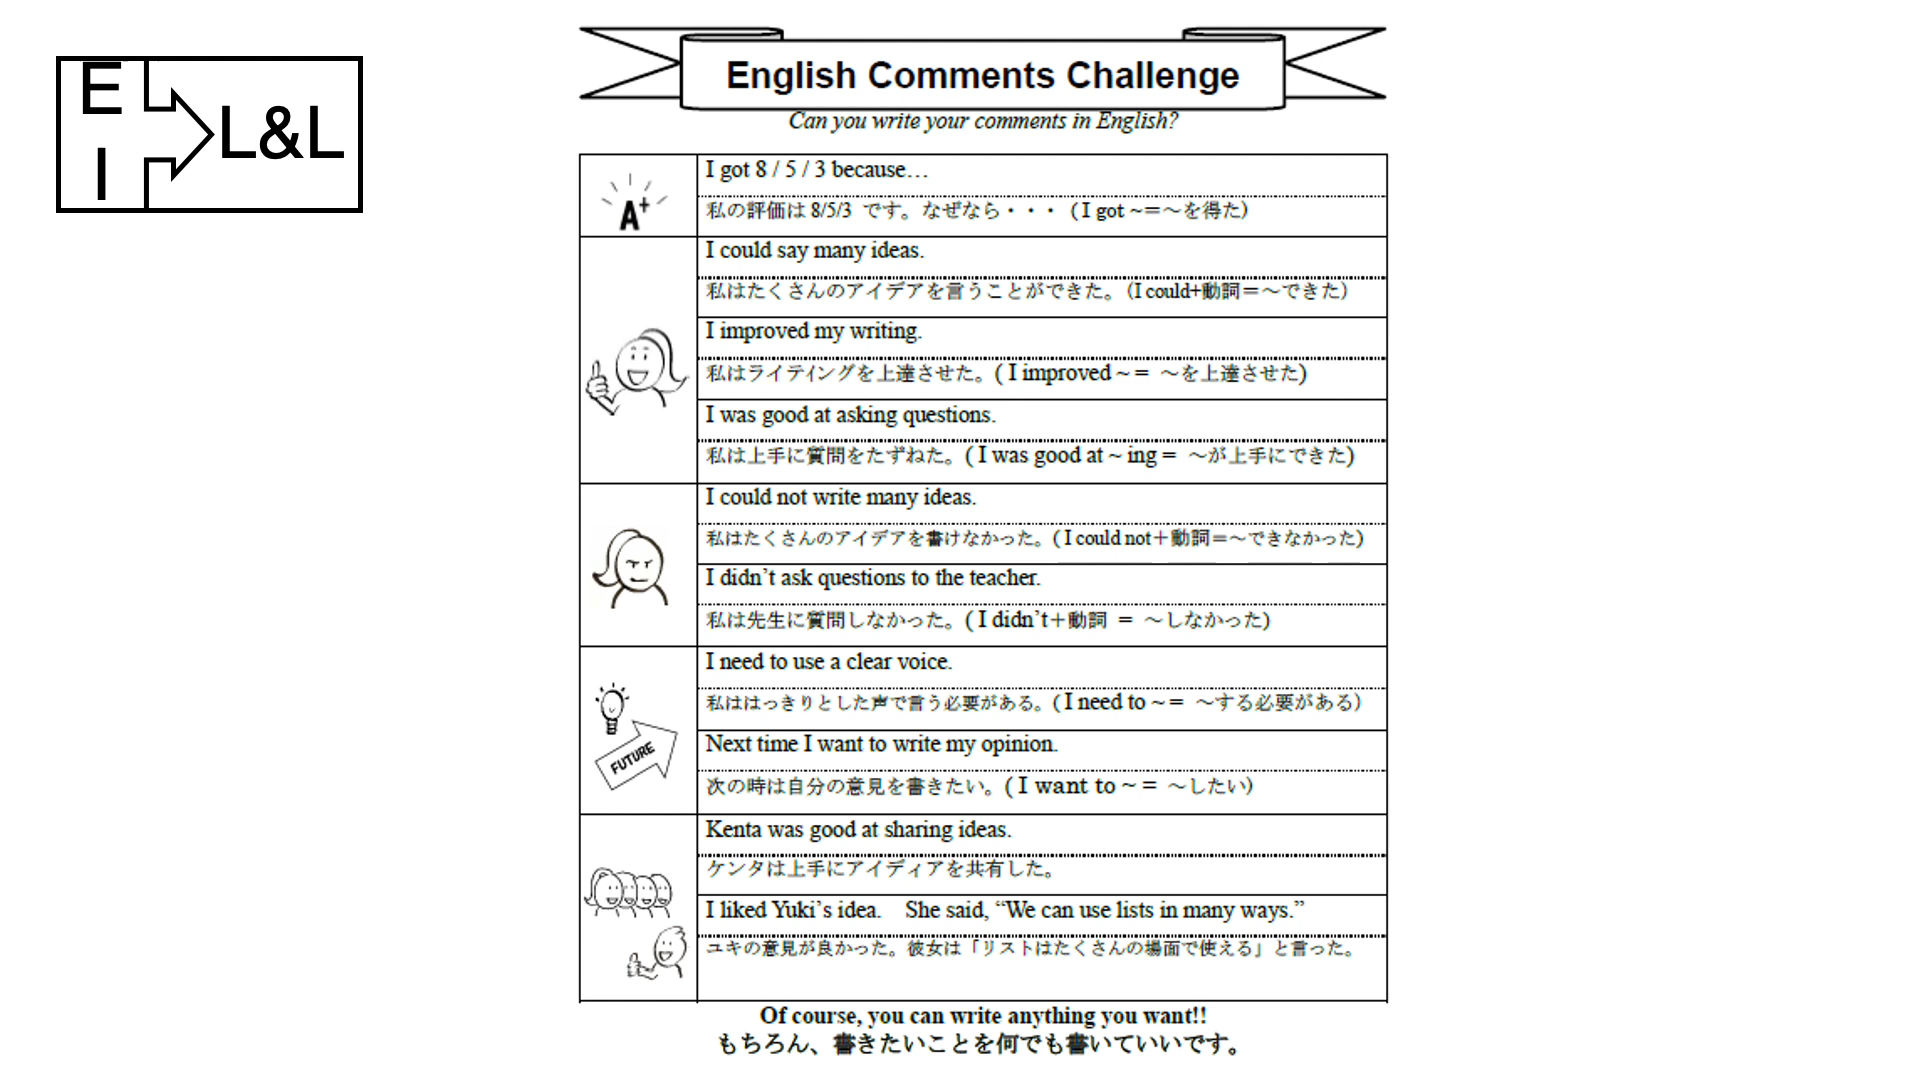 E
I
L&L
English Comments Challenge
Can you write your comments in English?
A+
I got 8 / 5 / 3 because…
私の評価は 8/5/3 です。なぜなら・・・ ( I got ~＝～を得た)
I could say many ideas.
私はたくさんのアイデアを言うことができた。（I could+動詞＝～できた）
I improved my writing.
私はライティングを上達させた。( I improved ~ = ～を上達させた)
I was good at asking questions.
私は上手に質問をたずねた。( I was good at ~ ing = ～が上手にできた)
I could not write many ideas.
私はたくさんのアイデアを書けなかった。( I could not＋動詞＝～できなかった)
I didn’t ask questions to the teacher.
私は先生に質問しなかった。( I didn’t＋動詞 = ～しなかった)
FUTURE
I need to use a clear voice.
私ははっきりとした声で言う必要がある。( I need to ~ = ～する必要がある）
Next time I want to write my opinion.
次の時は自分の意見を書きたい。( I want to ~ = ～したい)
Kenta was good at sharing ideas.
ケンタは上手にアイディアを共有した。
I liked Yuki’s idea. She said, “We can use lists in many ways.”
ユキの意見が良かった。彼女は「リストはたくさんの場面で使える」と言った。
Of course, you can write anything you want!!
もちろん、書きたいことを何でも書いていいです。